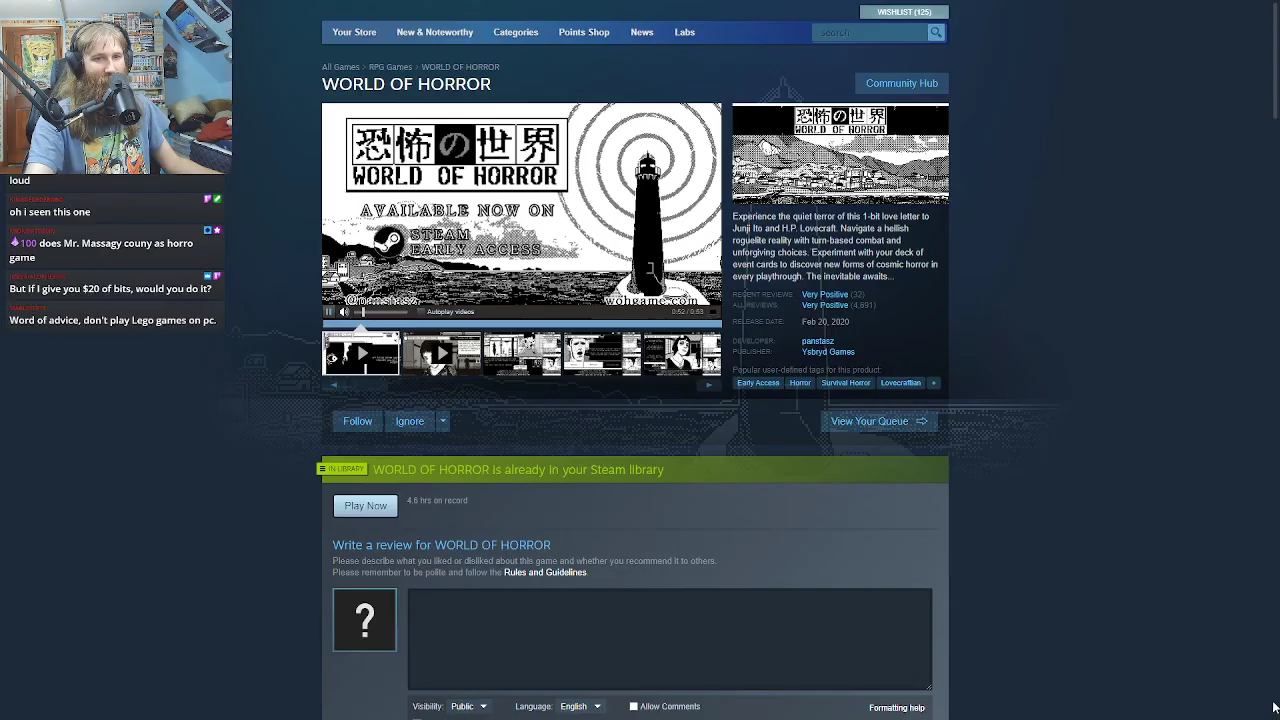 WISHLIST (125)
Your Store
New & Noteworthy
Categories
Points Shop
News
Labs
search
All Games > RPG Games > WORLD OF HORROR
WORLD OF HORROR
Community Hub
恐怖の世界
WORLD OF HORROR
AVAILABLE NOW ON
STEAM
EARLY ACCESS
@panstasz
wohgame.com
Autoplay videos
0:52 / 0:53
恐怖の世界
WORLD OF HORROR
Experience the quiet terror of this 1-bit love letter to
Junji Ito and H.P. Lovecraft. Navigate a hellish
roguelite reality with turn-based combat and
unforgiving choices. Experiment with your deck of
event cards to discover new forms of cosmic horror in
every playthrough. The inevitable awaits...
RECENT REVIEWS: Very Positive (32)
ALL REVIEWS: Very Positive (4,691)
RELEASE DATE: Feb 20, 2020
DEVELOPER: panstasz
PUBLISHER: Ysbryd Games
Popular user-defined tags for this product:
Early Access
Horror
Survival Horror
Lovecraftian
+
loud
oh i seen this one
100 does Mr. Massagy couny as horro
game
But if I give you $20 of bits, would you do it?
Word of advice, don't play Lego games on pc.
Follow
Ignore
View Your Queue
IN LIBRARY
WORLD OF HORROR is already in your Steam library
Play Now
4.6 hrs on record
Write a review for WORLD OF HORROR
Please describe what you liked or disliked about this game and whether you recommend it to others.
Please remember to be polite and follow the Rules and Guidelines.
?
Visibility: Public
Language: English
Allow Comments
Formatting help